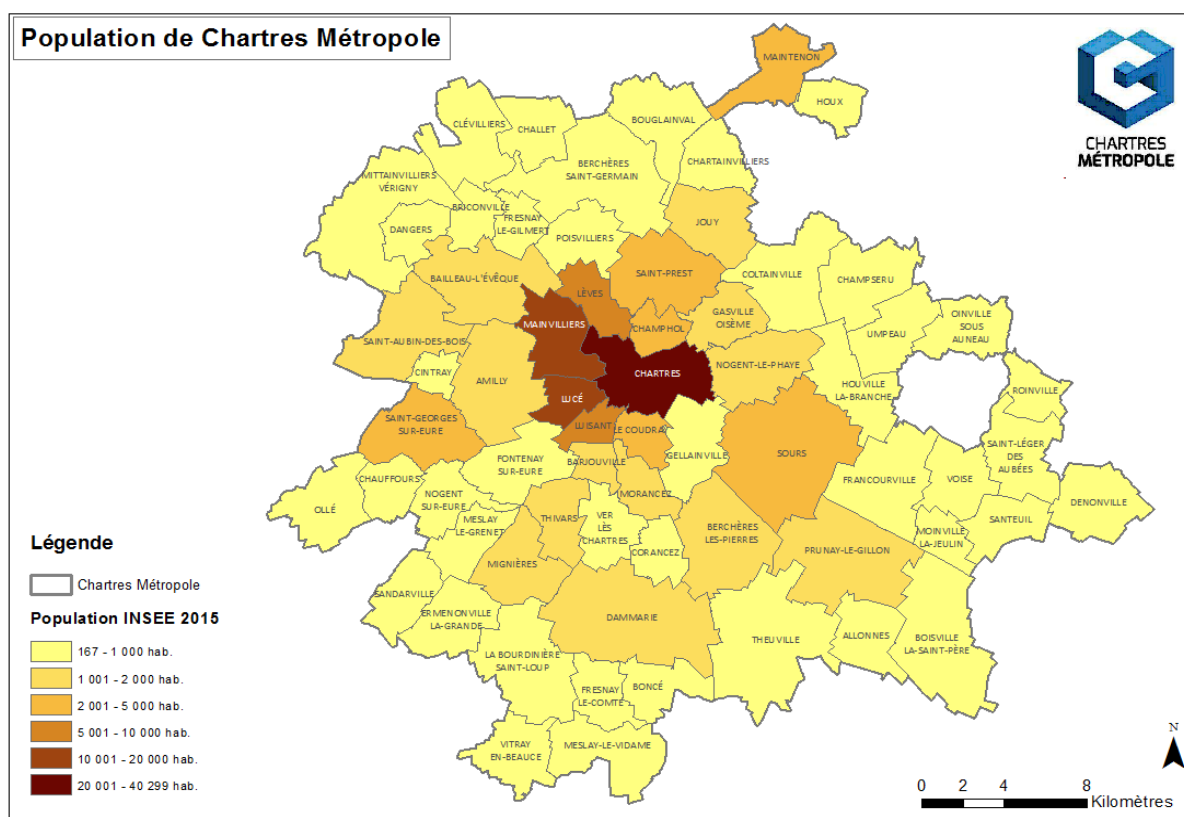 Population de Chartres Métropole
CHARTRES
MÉTROPOLE
MAINTENON
HOUX
CLÉVILLIERS
CHALLET
BOUGLAINVAL
BERCHÈRES
SAINT-GERMAIN
CHARTAINVILLIERS
MITTAINVILLIERS
VÉRIGNY
BRICONVILLE
FRESNAY
LE-GILMERT
DANGERS
POISVILLIERS
JOUY
BAILLEAU-L'ÉVÊQUE
SAINT-PREST
COLTAINVILLE
CHAMPSERU
LÈVES
MAINVILLIERS
CHAMPHOL
GASVILLE
OISÈME
OINVILLE
SOUS
AUNEAU
UMPEAU
SAINT-AUBIN-DES-BOIS
CINTRAY
AMILLY
CHARTRES
NOGENT-LE-PHAYE
HOUVILLE
LA-BRANCHE
ROINVILLE
LUCÉ
SAINT-GEORGES
SUR-EURE
LUISANT
LE COUDRAY
GELLAINVILLE
SOURS
SAINT-LÉGER
DES
AUBÉES
FONTENAY
SUR-EURE
BARJOUVILLE
CHAUFFOURS
NOGENT
SUR-EURE
MORANCEZ
FRANCOURVILLE
VOISE
DENONVILLE
OLLÉ
MESLAY
LE-GRENET
THIVARS
VER
LÈS
CHARTRES
BERCHÈRES
LES-PIERRES
MOINVILLE
LA-JEULIN
SANTEUIL
CORANCEZ
PRUNAY-LE-GILLON
MIGNIÈRES
SANDARVILLE
ERMENONVILLE
LA-GRANDE
DAMMARIE
THEUVILLE
ALLONNES
BOISVILLE
LA-SAINT-PÈRE
LA BOURDINIÈRE
SAINT-LOUP
FRESNAY
LE-COMTE
BONCÉ
VITRAY
EN-BEAUCE
MESLAY-LE-VIDAME
Légende
Chartres Métropole
Population INSEE 2015
167 - 1 000 hab.
1 001 - 2 000 hab.
2 001 - 5 000 hab.
5 001 - 10 000 hab.
10 001 - 20 000 hab.
20 001 - 40 299 hab.
N
0 2 4 8
Kilomètres